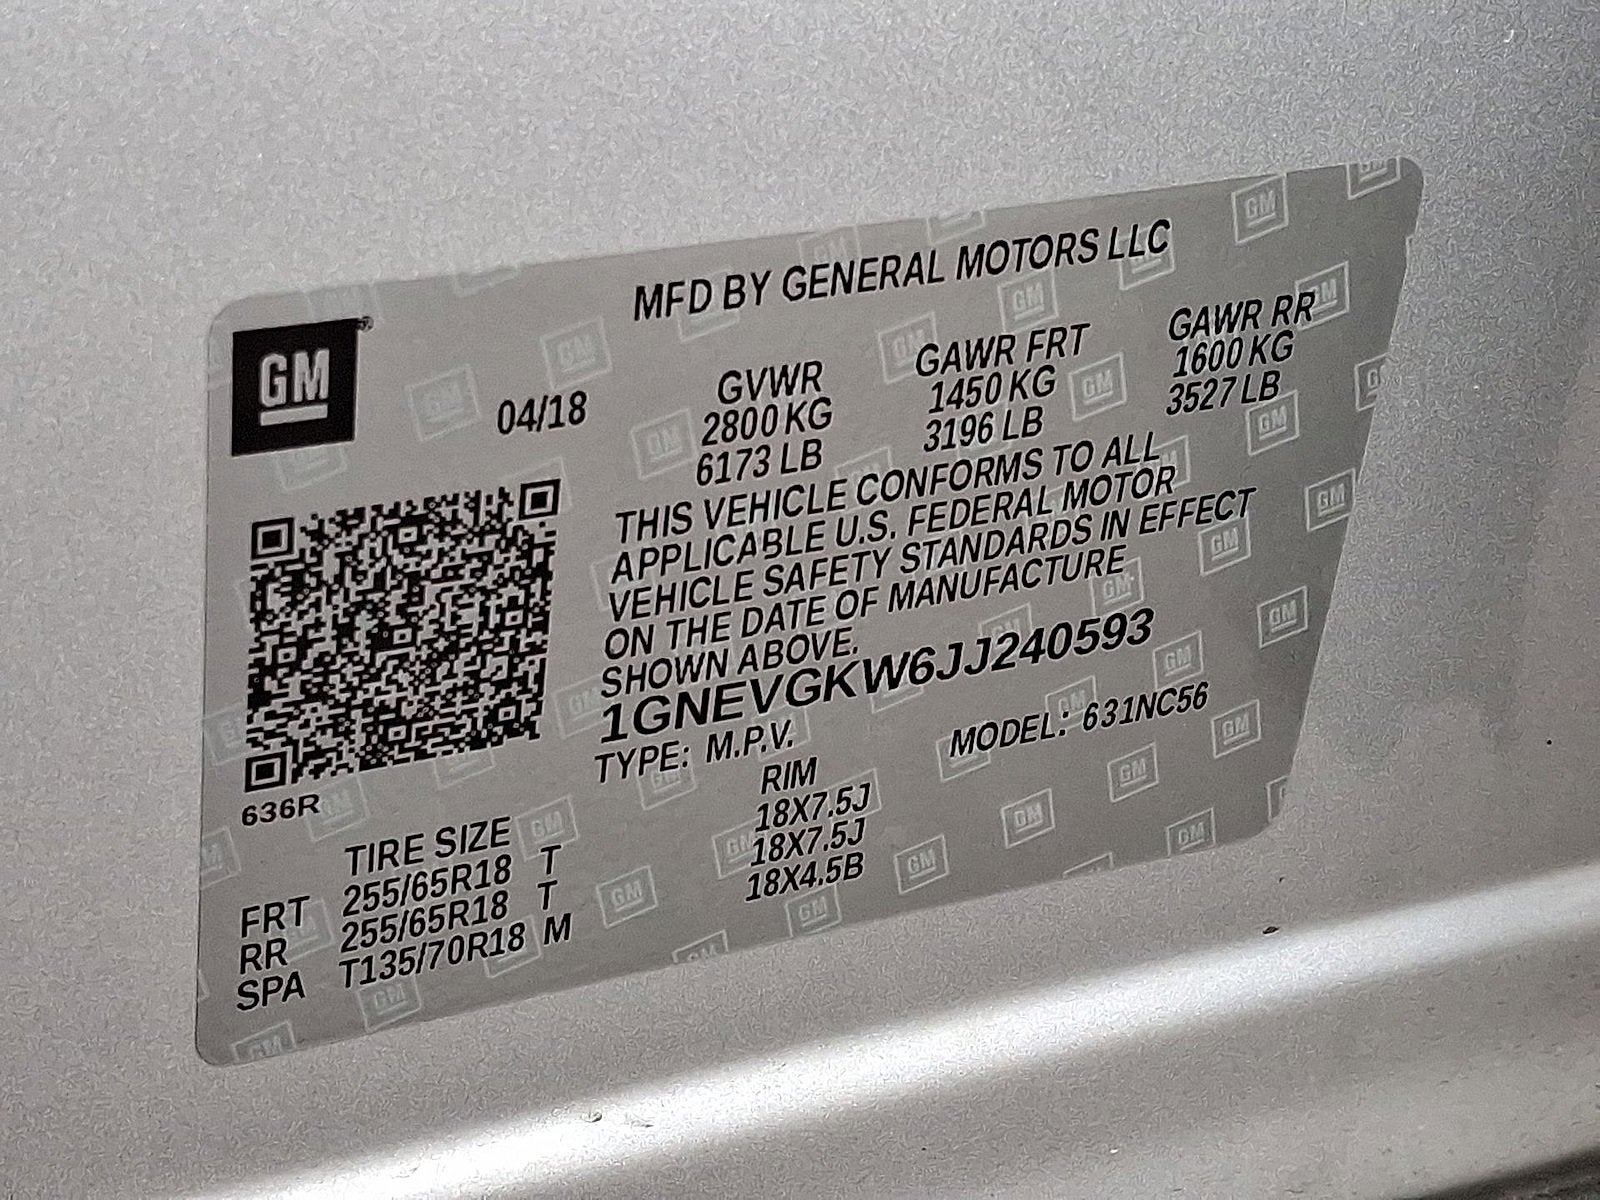 MFD BY GENERAL MOTORS LLC
GM
04/18
GVWR GAWR FRT GAWR RR
2800 KG 1450 KG 1600 KG
6173 LB 3196 LB 3527 LB
THIS VEHICLE CONFORMS TO ALL
APPLICABLE U.S. FEDERAL MOTOR
VEHICLE SAFETY STANDARDS IN EFFECT
ON THE DATE OF MANUFACTURE
SHOWN ABOVE.
1GNEVGKW6JJ240593
TYPE: M.P.V. MODEL: 631NC56
636R
TIRE SIZE RIM
FRT 255/65R18 T 18X7.5J
RR 255/65R18 T 18X7.5J
SPA T135/70R18 M 18X4.5B